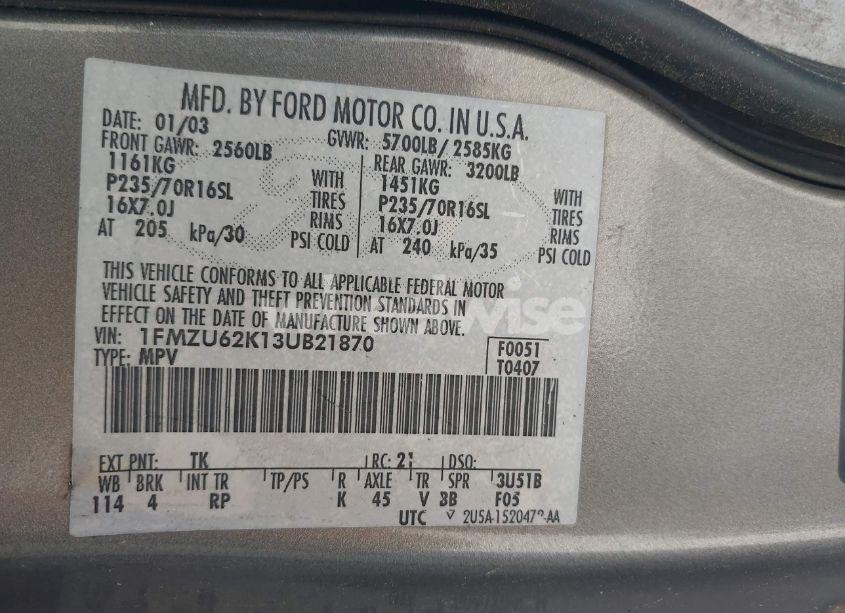 MFD. BY FORD MOTOR CO. IN U.S.A.
DATE: 01/03 GVWR: 5700LB/ 2585KG
FRONT GAWR: 2560LB REAR GAWR: 3200LB
1161KG WITH 1451KG WITH
P235/70R16SL TIRES P235/70R16SL TIRES
16X7.0J RIMS 16X7.0J RIMS
AT 205 kPa/30 PSI COLD AT 240 kPa/35 PSI COLD
THIS VEHICLE CONFORMS TO ALL APPLICABLE FEDERAL MOTOR
VEHICLE SAFETY AND THEFT PREVENTION STANDARDS IN
EFFECT ON THE DATE OF MANUFACTURE SHOWN ABOVE.
VIN: 1FMZU62K13UB21870 F0051
TYPE: MPV T0407
EXT PNT: TK RC: 21 DSO:
WB BRK INT TR TP/PS R AXLE TR SPR 3U51B
114 4 RP K 45 V BB F05
UTC 2U5A-1520472-AA